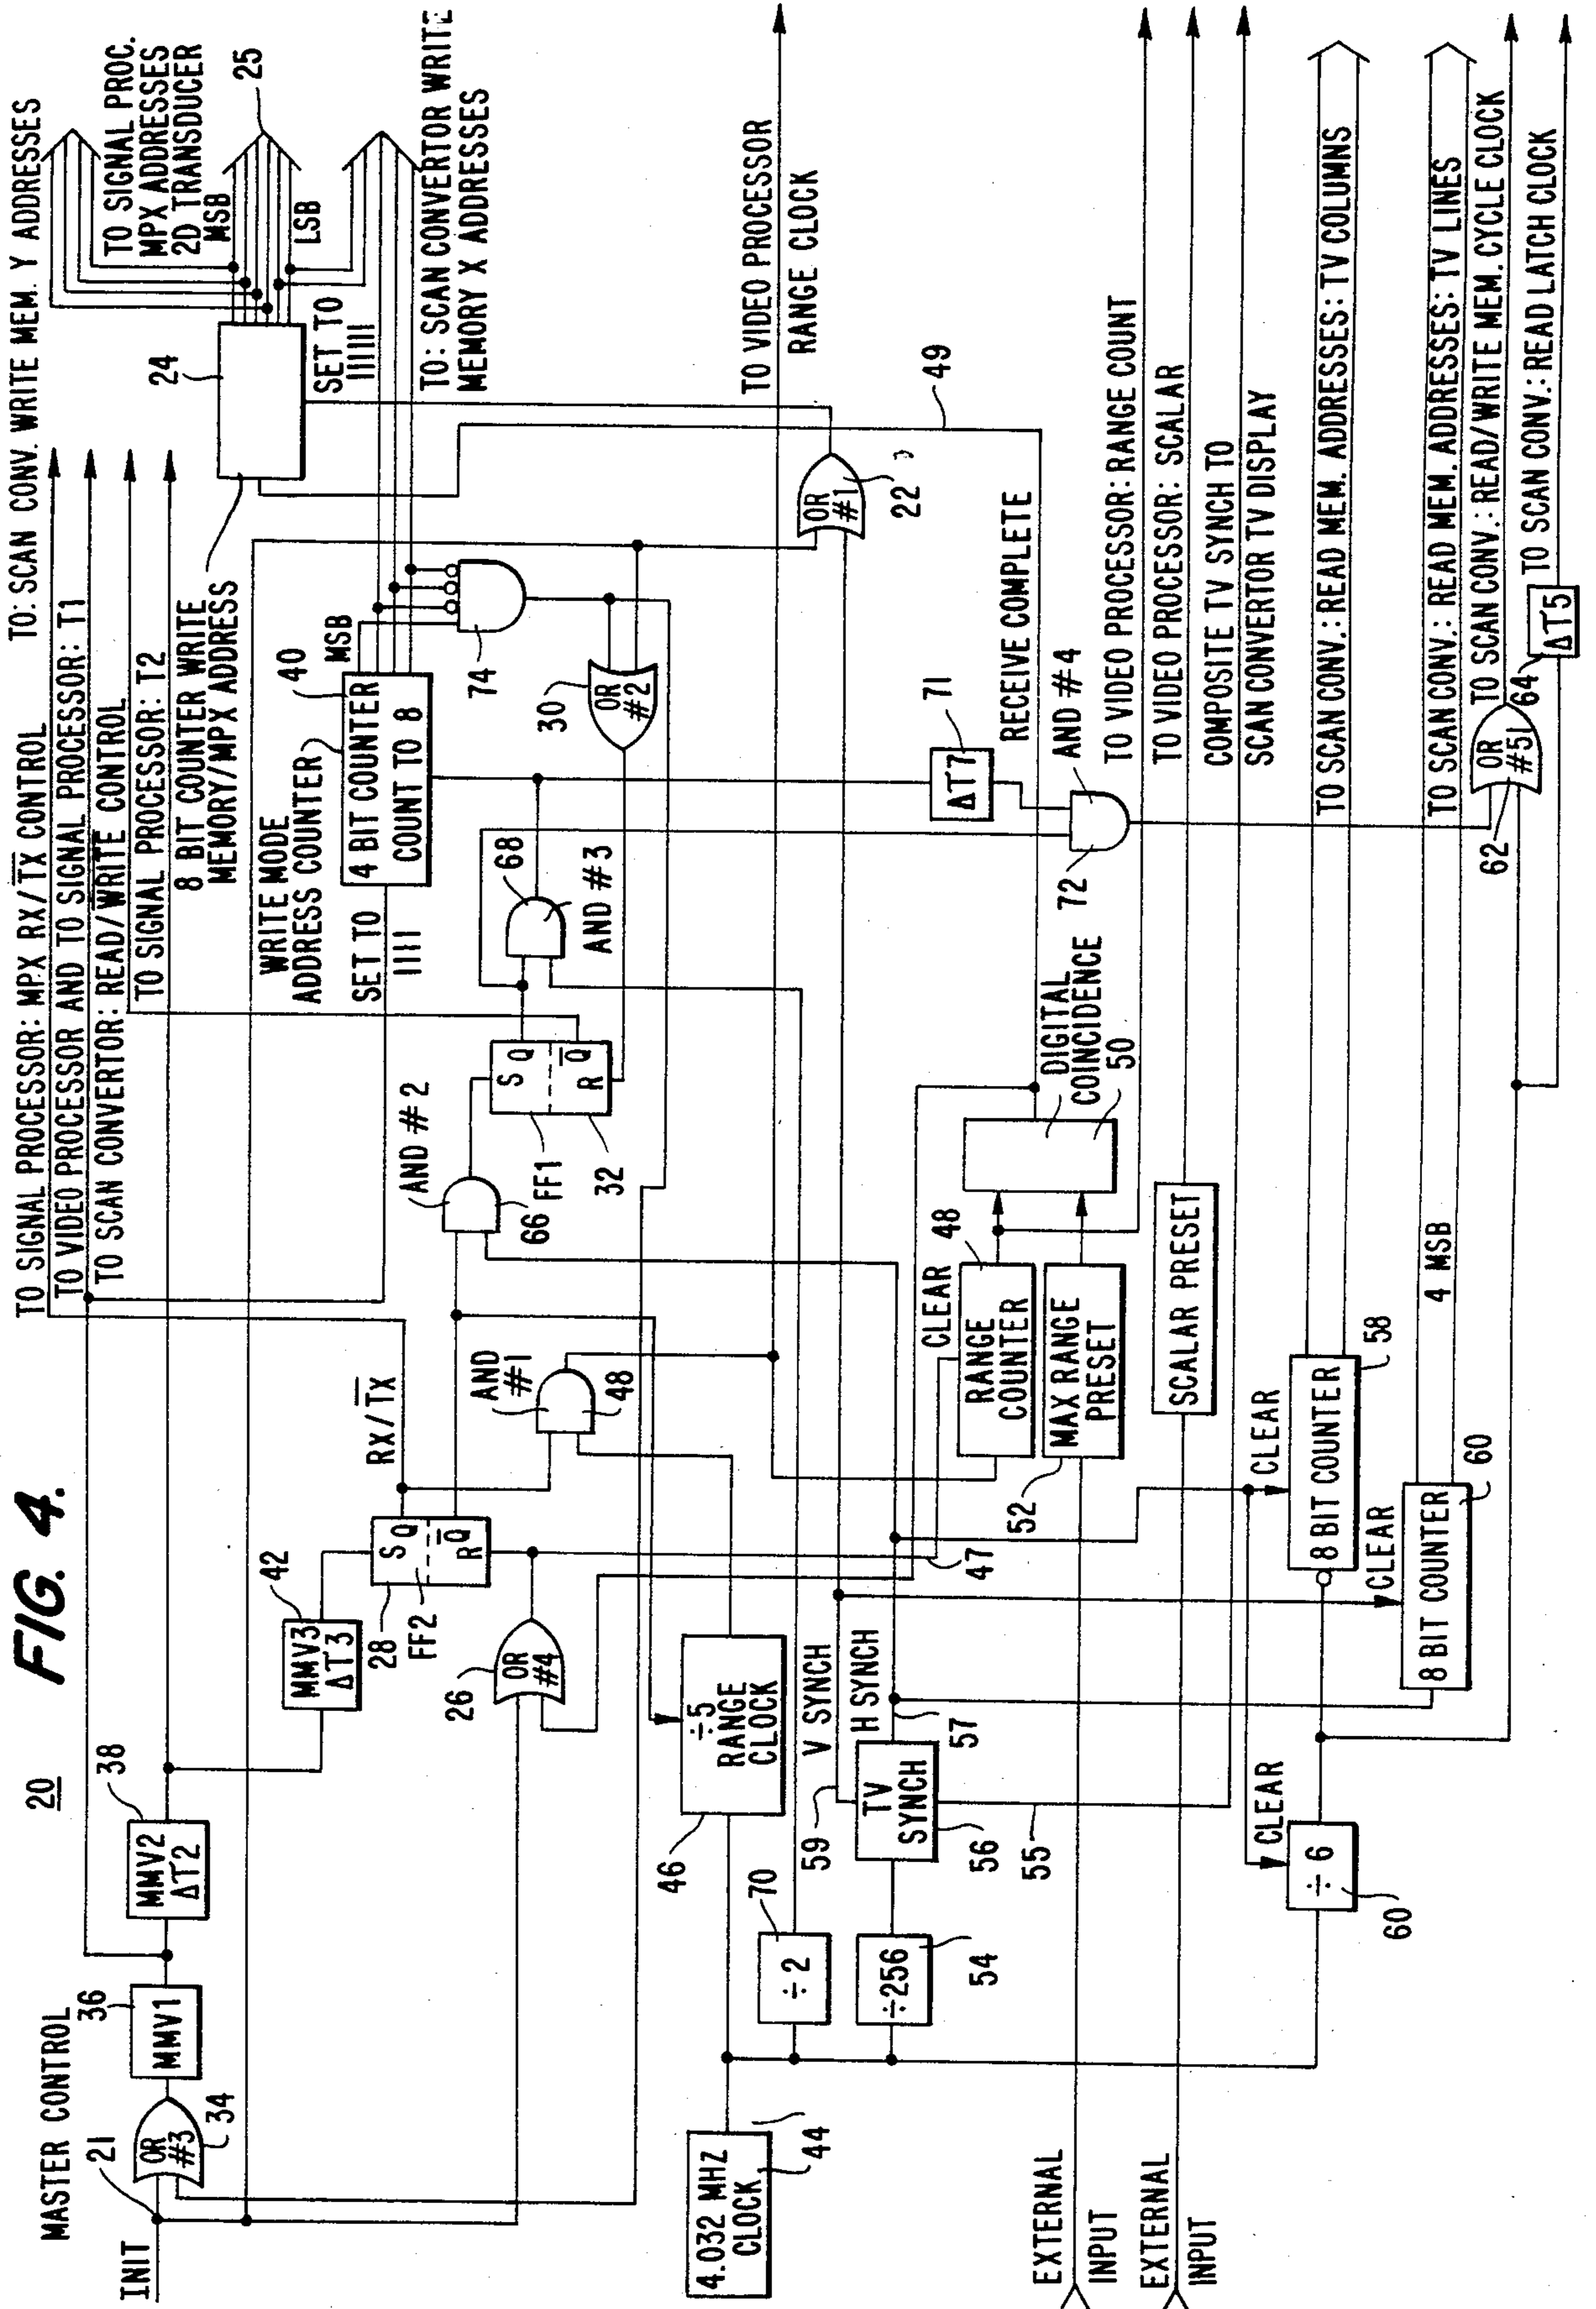 20 FIG. 4.
MASTER CONTROL
TO SIGNAL PROCESSOR: MPX RX/TX CONTROL
TO VIDEO PROCESSOR AND TO SIGNAL PROCESSOR: T1
TO SCAN CONVERTOR: READ/WRITE CONTROL
TO SIGNAL PROCESSOR: T2
TO: SCAN CONV. WRITE MEM. Y ADDRESSES
TO SIGNAL PROC.
MPX ADDRESSES
2D TRANSDUCER
MSB
25
LSB
24
8 BIT COUNTER WRITE
MEMORY/MPX ADDRESS
SET TO
111111
TO: SCAN CONVERTOR WRITE
MEMORY X ADDRESSES
INIT
21
OR
#3
34
36
MMV1
38
MMV2
ΔT2
42
MMV3
ΔT3
28
FF2
S Q
R Q
RX/TX
26
OR
#4
AND
#1
48
AND #2
66
FF1
S Q
R Q
32
WRITE MODE
ADDRESS COUNTER
SET TO
1111
40
4 BIT COUNTER
COUNT TO 8
MSB
74
30
OR
#2
68
AND #3
OR
#1
22
TO VIDEO PROCESSOR
RANGE CLOCK
49
4.032 MHZ
CLOCK
44
46
÷5
RANGE
CLOCK
70
÷2
÷256
54
TV
SYNCH
56
59
V SYNCH
H SYNCH
57
55
47
CLEAR
RANGE
COUNTER
48
52
MAX RANGE
PRESET
DIGITAL
COINCIDENCE
50
RECEIVE COMPLETE
71
ΔT7
AND #4
72
TO VIDEO PROCESSOR: RANGE COUNT
TO VIDEO PROCESSOR: SCALAR
COMPOSITE TV SYNCH TO
SCAN CONVERTOR TV DISPLAY
EXTERNAL
INPUT
EXTERNAL
INPUT
SCALAR PRESET
CLEAR
÷6
60
CLEAR
8 BIT COUNTER
58
TO SCAN CONV.: READ MEM. ADDRESSES: TV COLUMNS
CLEAR
8 BIT COUNTER
60
4 MSB
TO SCAN CONV.: READ MEM. ADDRESSES: TV LINES
OR
#51
62
TO SCAN CONV.: READ/WRITE MEM. CYCLE CLOCK
64
ΔT5
TO SCAN CONV.: READ LATCH CLOCK